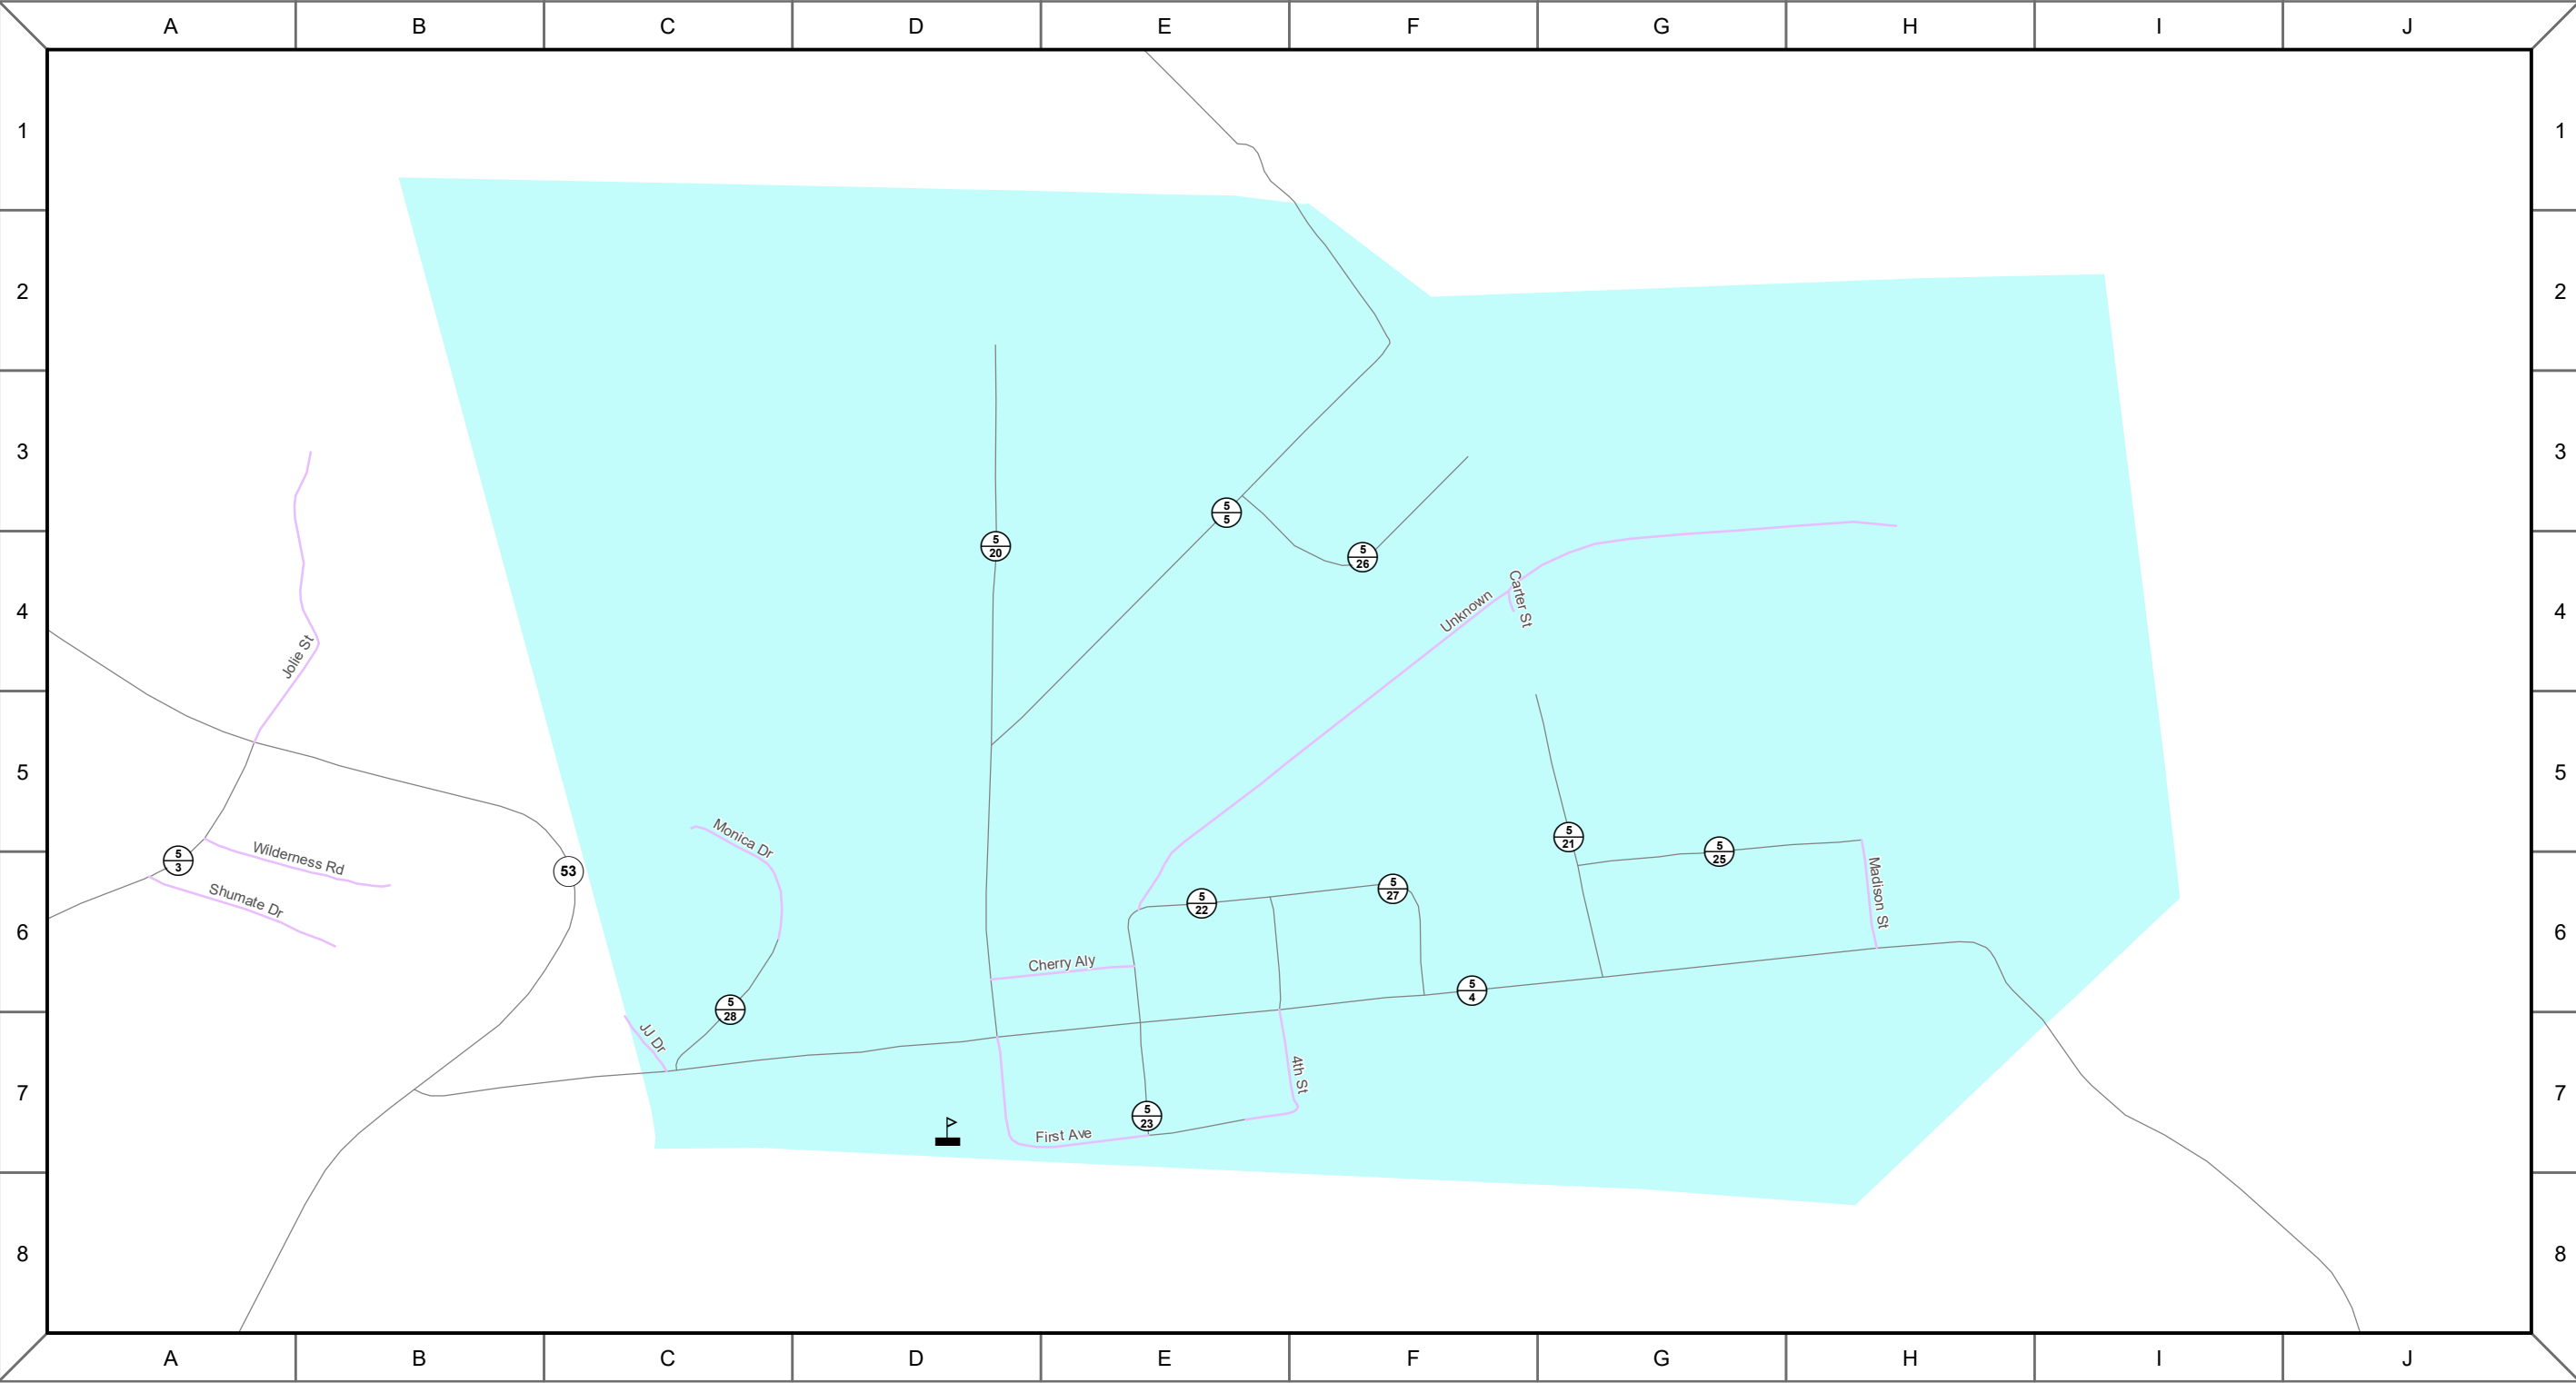 A B C D E F G H I J
1 1
2 2
3 3
5
5
5
20
5
26
Carter St
Unknown
4 4
Jolie St
5 5
Monica Dr
5
21
5
25
Wilderness Rd
5
3
53
Madison St
Shumate Dr
5
27
5
22
6 6
Cherry Aly
5
4
5
28
JJ Dr
4th St
7 7
5
23
First Ave
8 8
A B C D E F G H I J